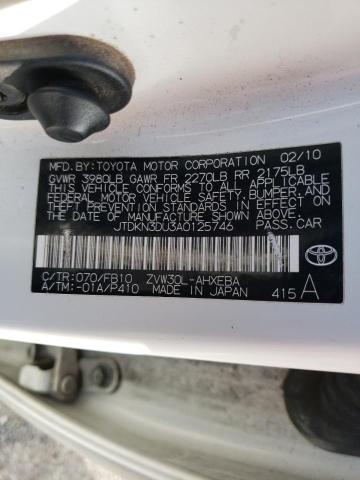 MFD.BY:TOYOTA MOTOR CORPORATION 02/10
GVWR 3980LB GAWR FR 2270LB RR 2175LB
THIS VEHICLE CONFORMS TO ALL APPLICABLE
FEDERAL MOTOR VEHICLE SAFETY, BUMPER, AND
THEFT PREVENTION STANDARDS IN EFFECT ON
THE DATE OF MANUFACTURE SHOWN ABOVE.
JTDKN3DU3A0125746 PASS.CAR
C/TR:070/FB10 ZVW30L-AHXEBA
A/TM:-01A/P410 MADE IN JAPAN 415 A
TOYOTA